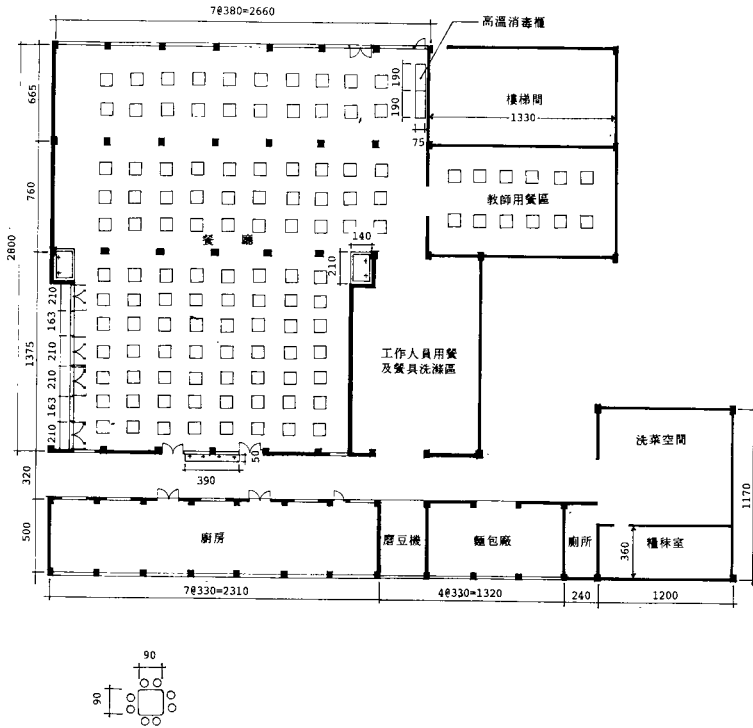 7@380=2660
高溫消毒櫃
665
190
190
樓梯間
1330
75
760
教師用餐區
2800
餐廳
140
210
210
163
210
1375
210
163
210
工作人員用餐
及餐具洗滌區
洗菜空間
50
390
320
1170
500
廚房
磨豆機
麵包廠
廁所
360
糧秣室
7@330=2310
4@330=1320
240
1200
90
90